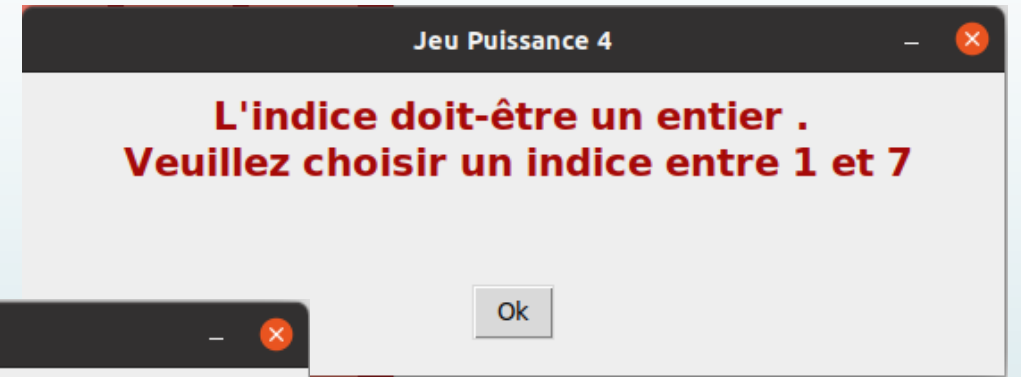 Jeu Puissance 4
L'indice doit-être un entier .
Veuillez choisir un indice entre 1 et 7
Ok